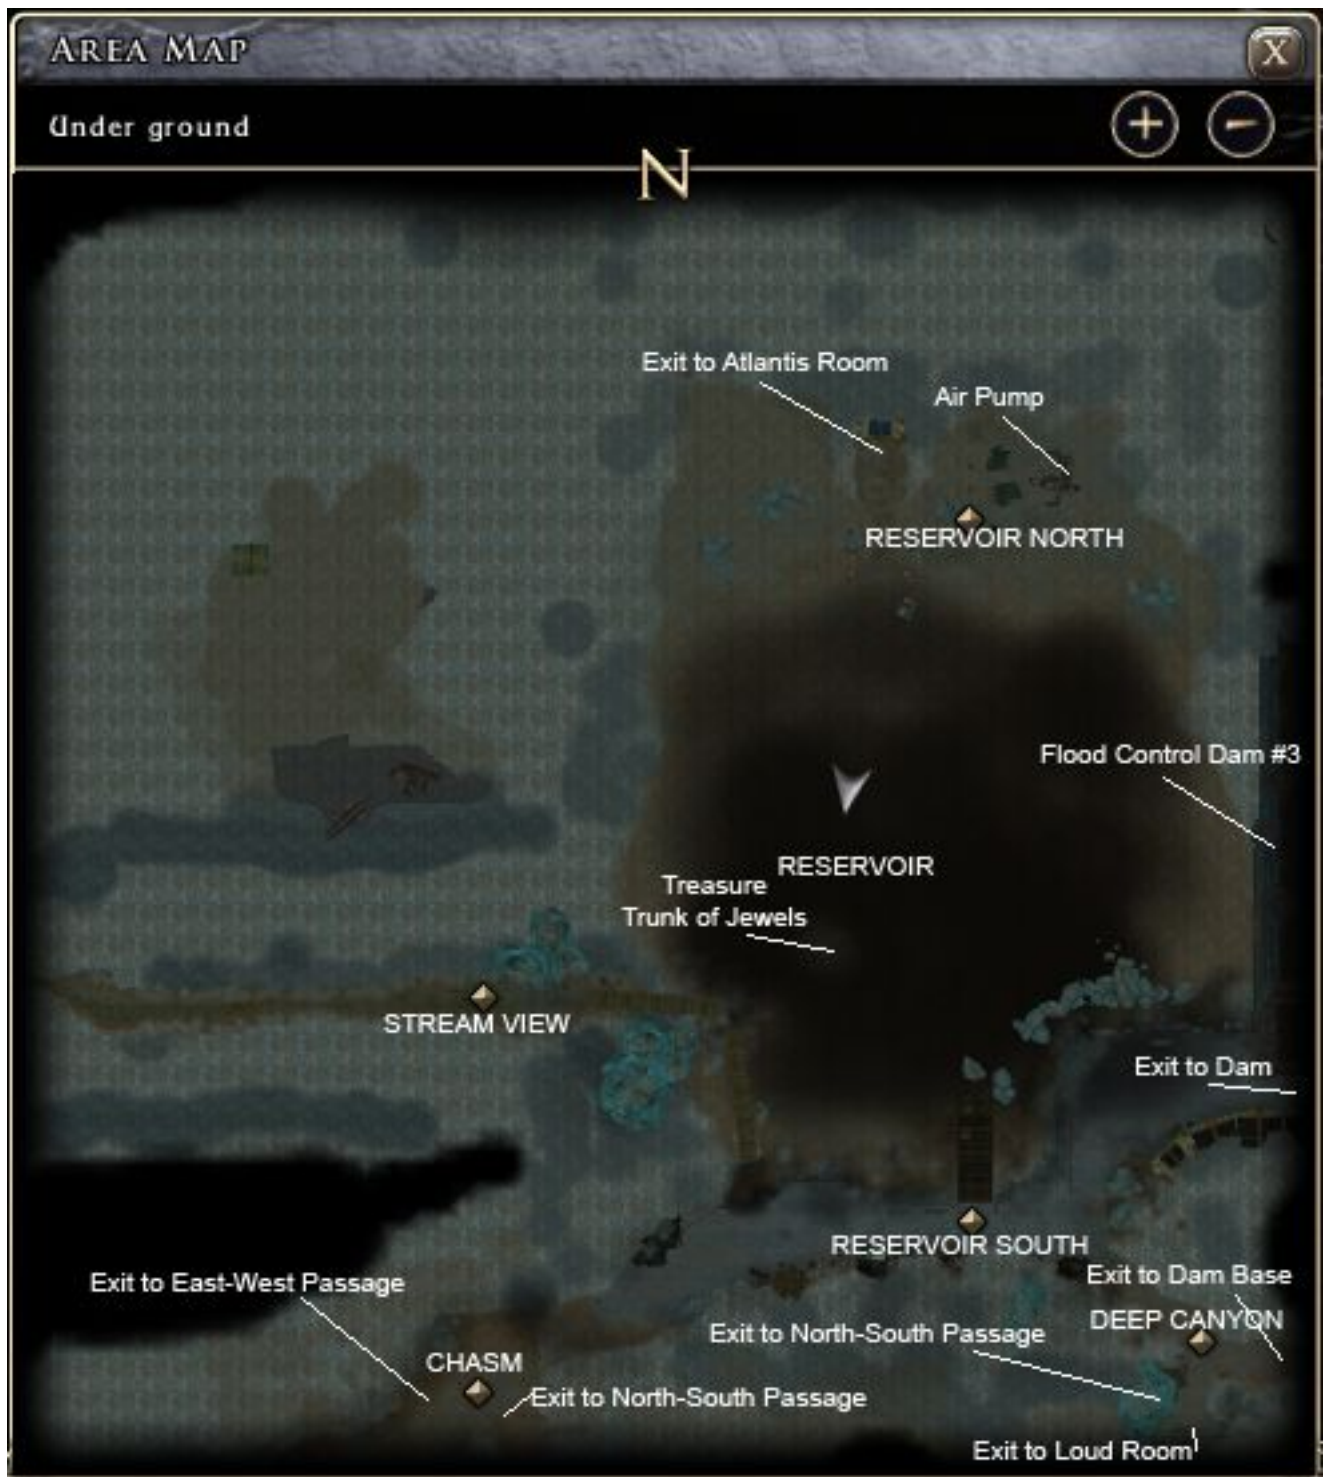 AREA MAP
X
Under ground
+ -
N
Exit to Atlantis Room
Air Pump
RESERVOIR NORTH
Flood Control Dam #3
RESERVOIR
Treasure
Trunk of Jewels
STREAM VIEW
Exit to Dam
RESERVOIR SOUTH
Exit to East-West Passage
Exit to Dam Base
DEEP CANYON
Exit to North-South Passage
CHASM
Exit to North-South Passage
Exit to Loud Room